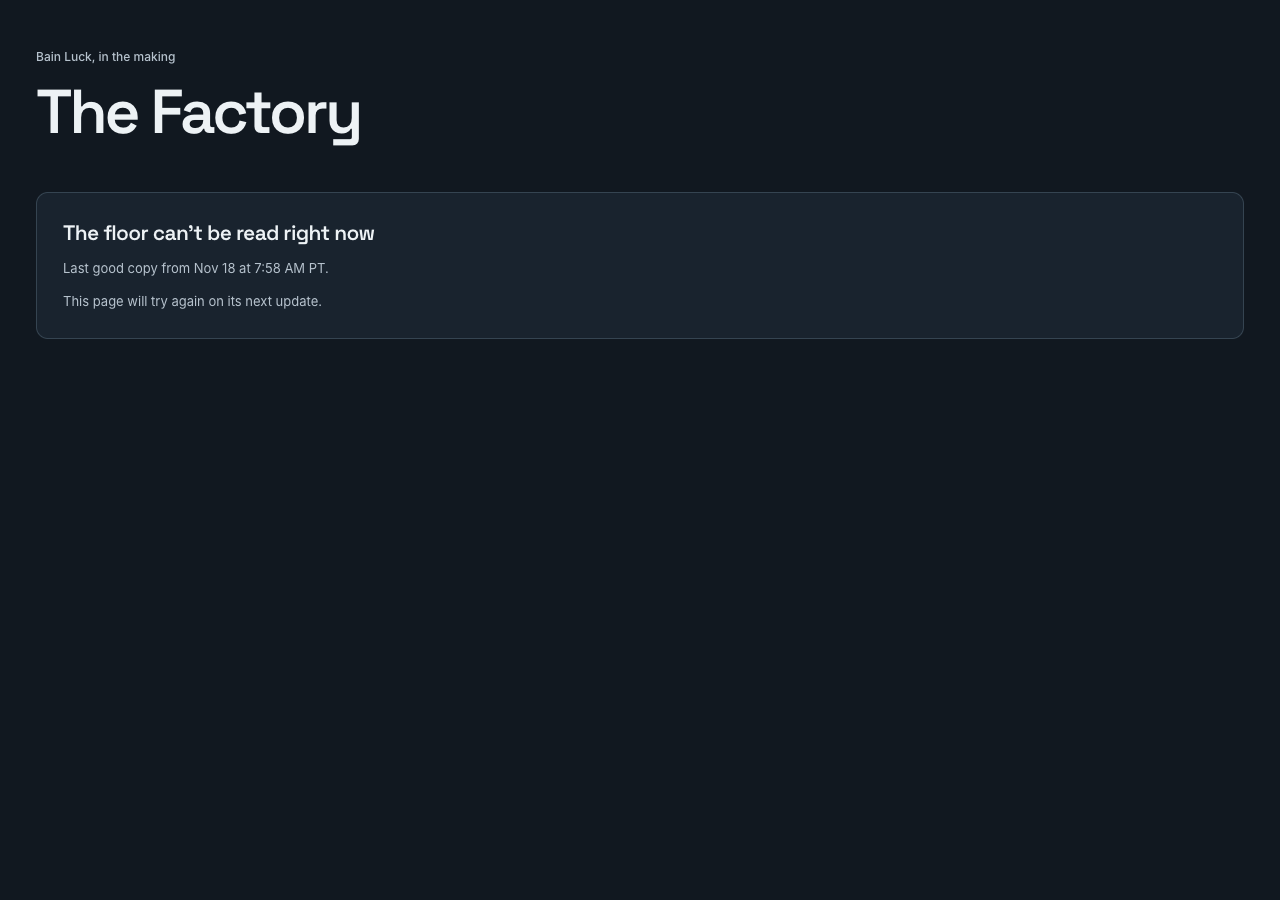 Bain Luck, in the making
The Factory
The floor can’t be read right now
Last good copy from Nov 18 at 7:58 AM PT.
This page will try again on its next update.